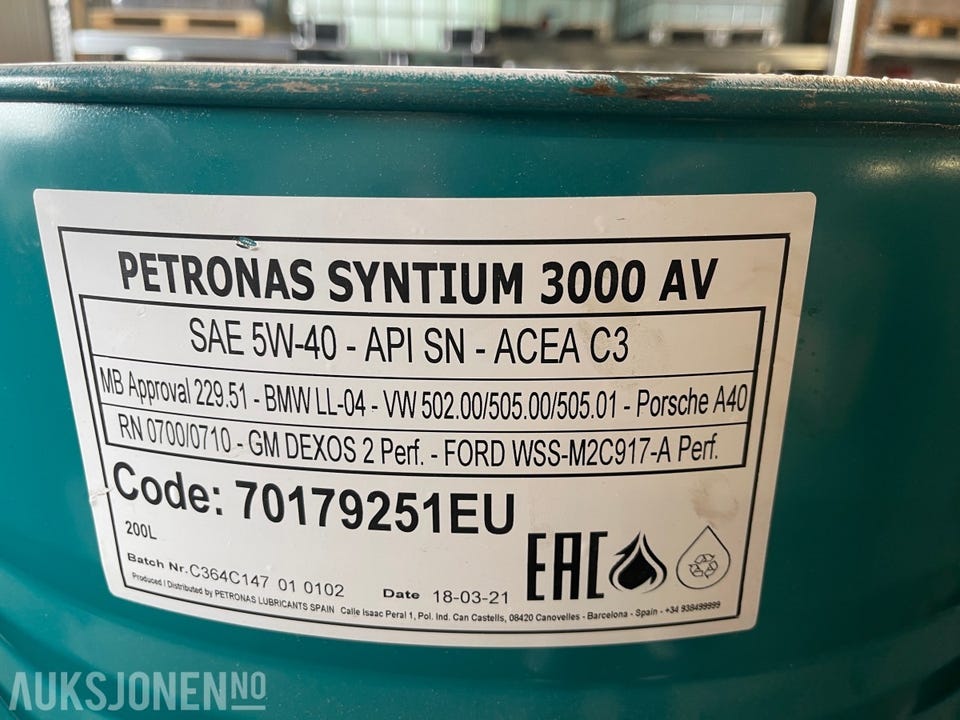 PETRONAS SYNTIUM 3000 AV
SAE 5W-40 - API SN - ACEA C3
MB Approval 229.51 - BMW LL-04 - VW 502.00/505.00/505.01 - Porsche A40
RN 0700/0710 - GM DEXOS 2 Perf. - FORD WSS-M2C917-A Perf.
Code: 70179251EU
200L
EAC
Batch Nr. C364C147 01 0102 Date 18-03-21
Produced / Distributed by PETRONAS LUBRICANTS SPAIN Calle Isaac Peral 1, Pol. Ind. Can Castells, 08420 Canovelles - Barcelona - Spain - +34 938499999
AUKSJONEN.NO